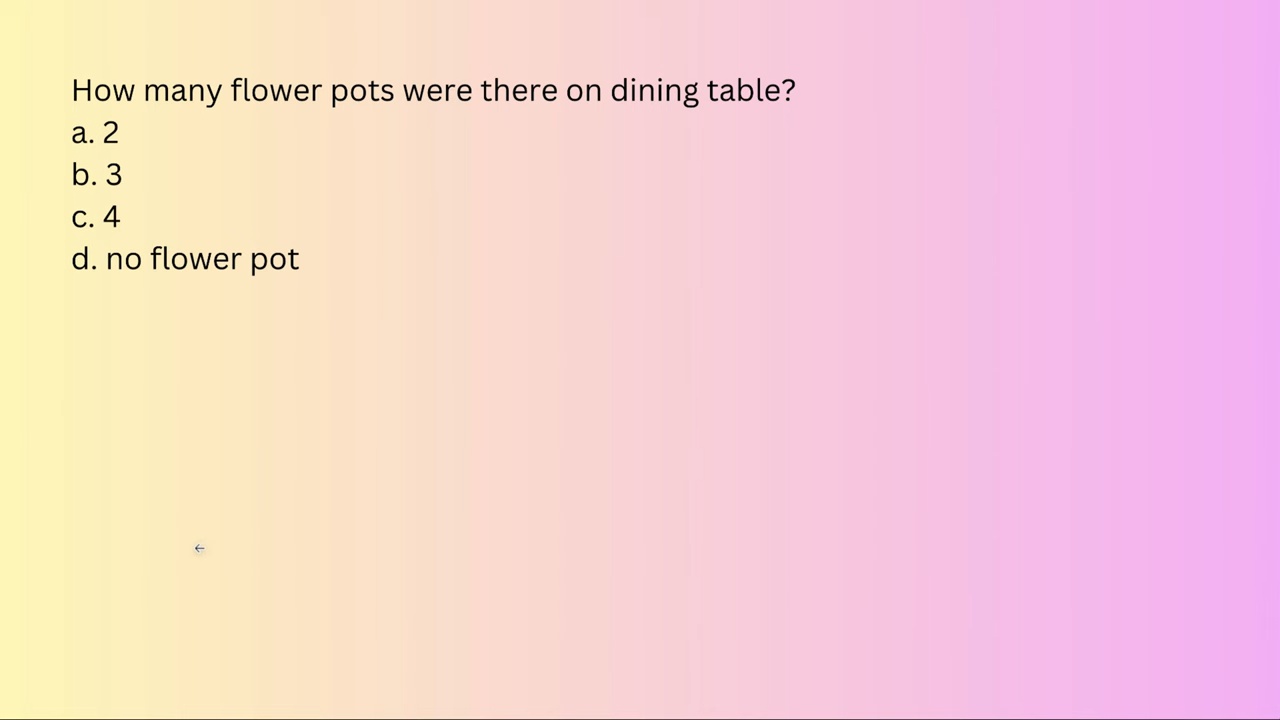 How many flower pots were there on dining table?
a. 2
b. 3
c. 4
d. no flower pot